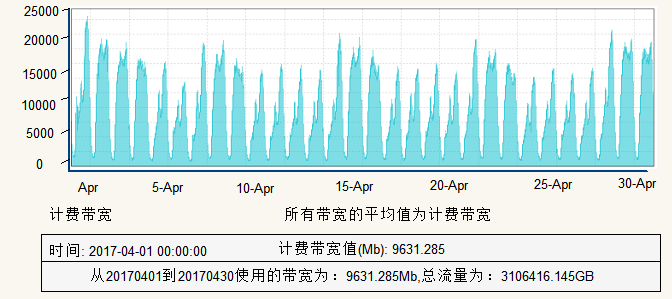 25000
20000
15000
10000
5000
0
Apr 5-Apr 10-Apr 15-Apr 20-Apr 25-Apr 30-Apr
计费带宽 所有带宽的平均值为计费带宽
时间: 2017-04-01 00:00:00 计费带宽值(Mb): 9631.285
从20170401到20170430使用的带宽为：9631.285Mb,总流量为：3106416.145GB